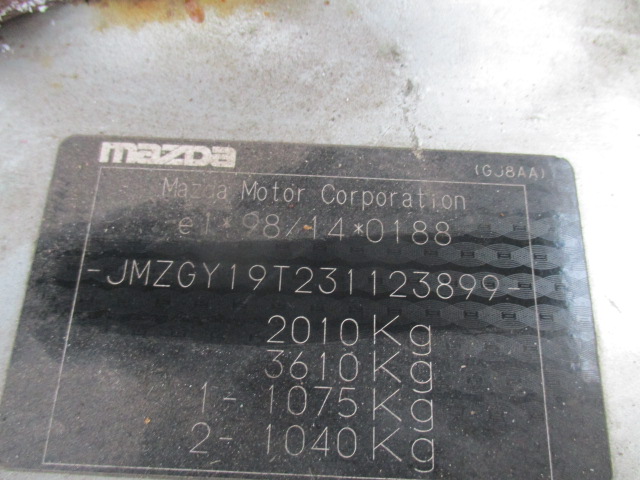 mazda
(GJ8AA)
Mazda Motor Corporation
e1*98/14*0188
-JMZGY19T231123899-
2010Kg
3610Kg
1- 1075Kg
2- 1040Kg